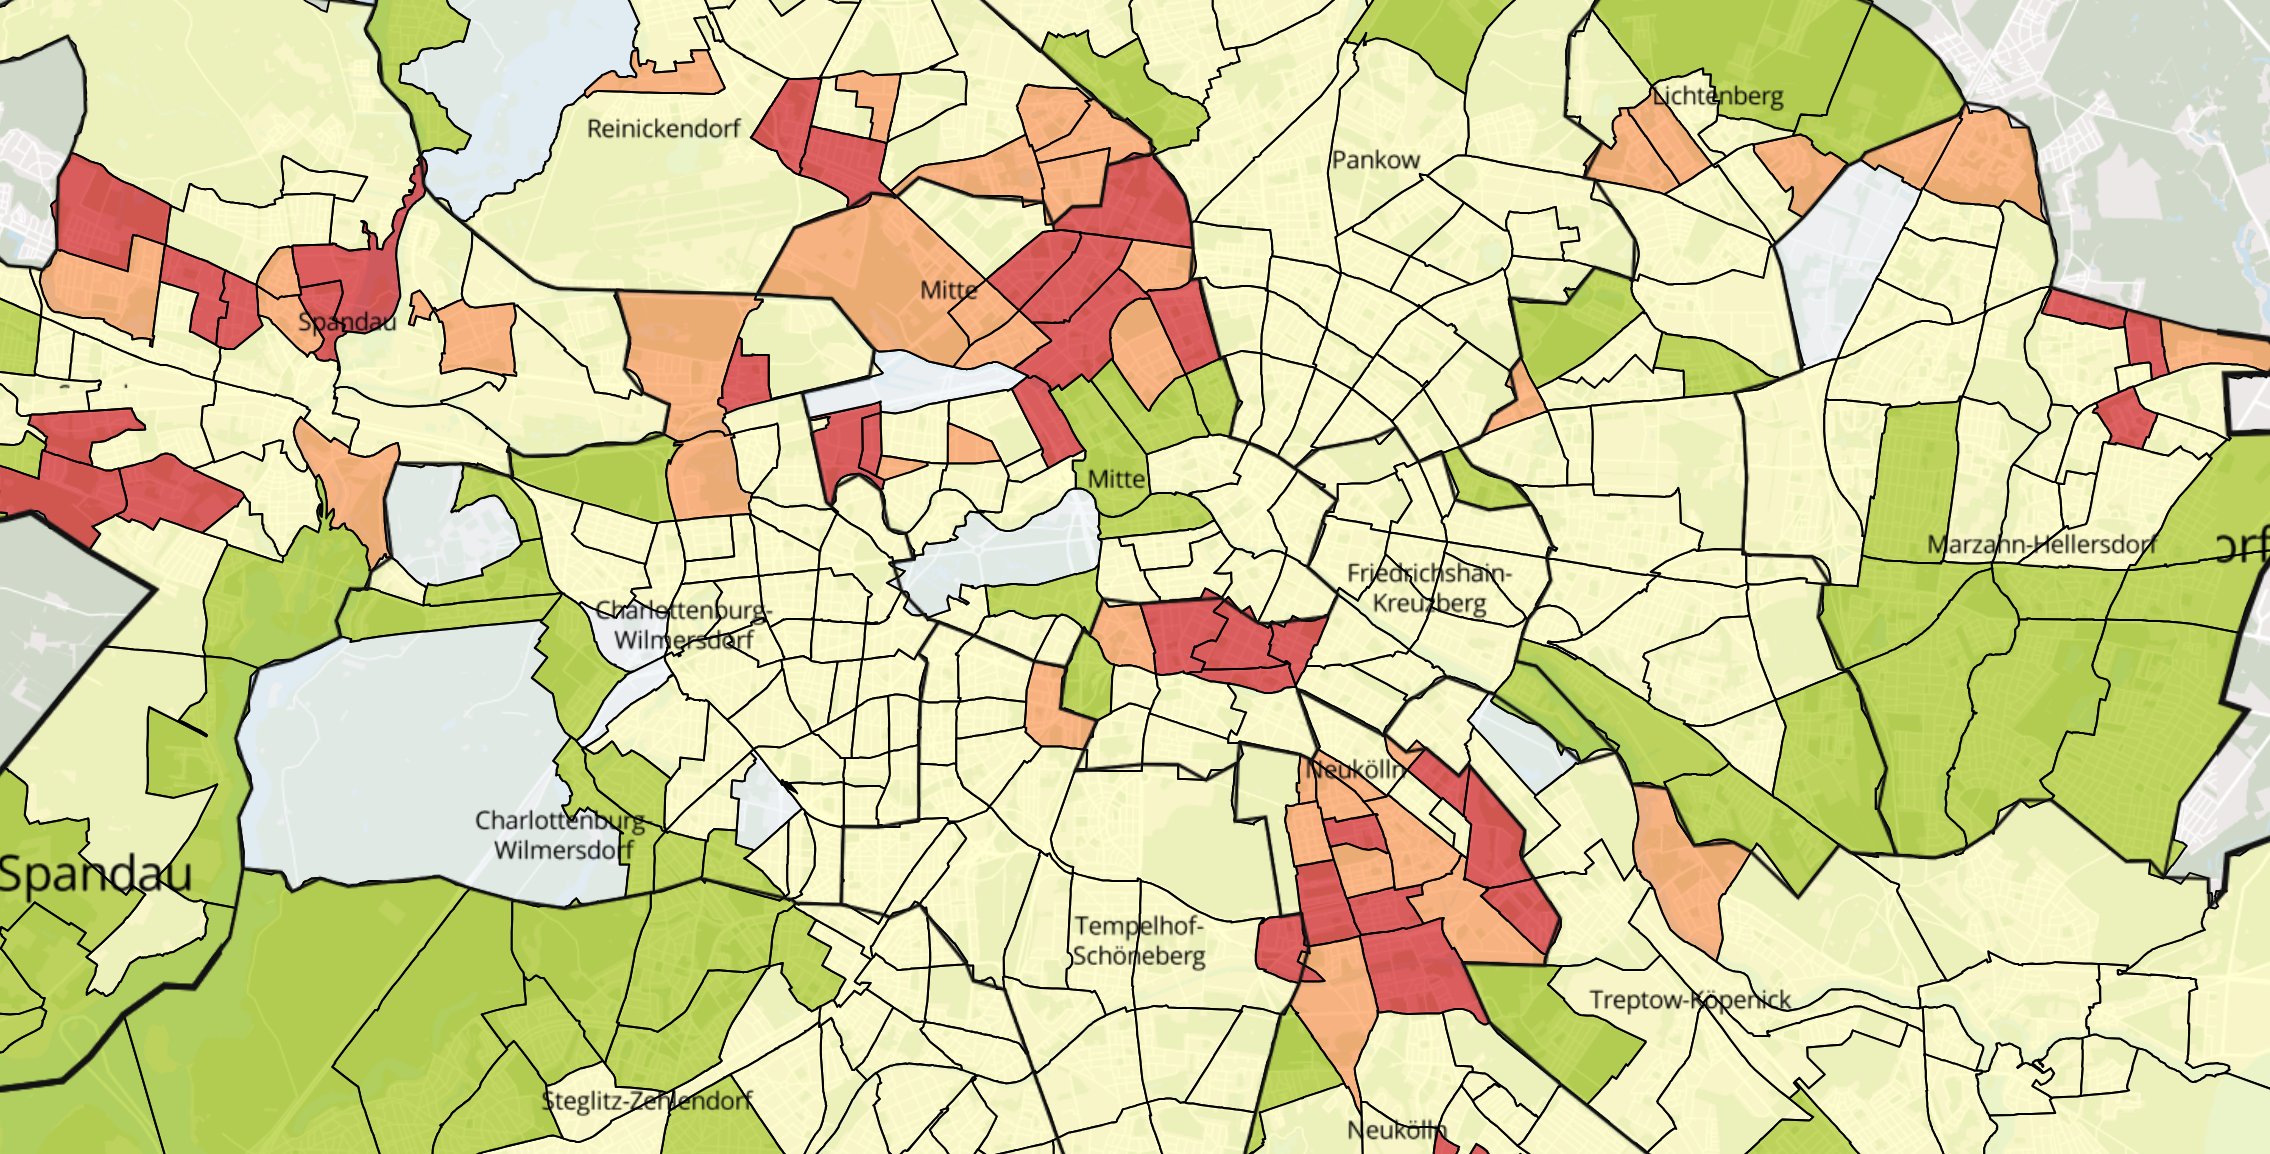 Lichtenberg
Reinickendorf
Pankow
Mitte
Spandau
Mitte
Marzahn-Hellersdorf
orf
Friedrichshain-
Kreuzberg
Charlottenburg-
Wilmersdorf
Neukölln
Charlottenburg-
Wilmersdorf
Spandau
Tempelhof-
Schöneberg
Treptow-Köpenick
Steglitz-Zehlendorf
Neukölln